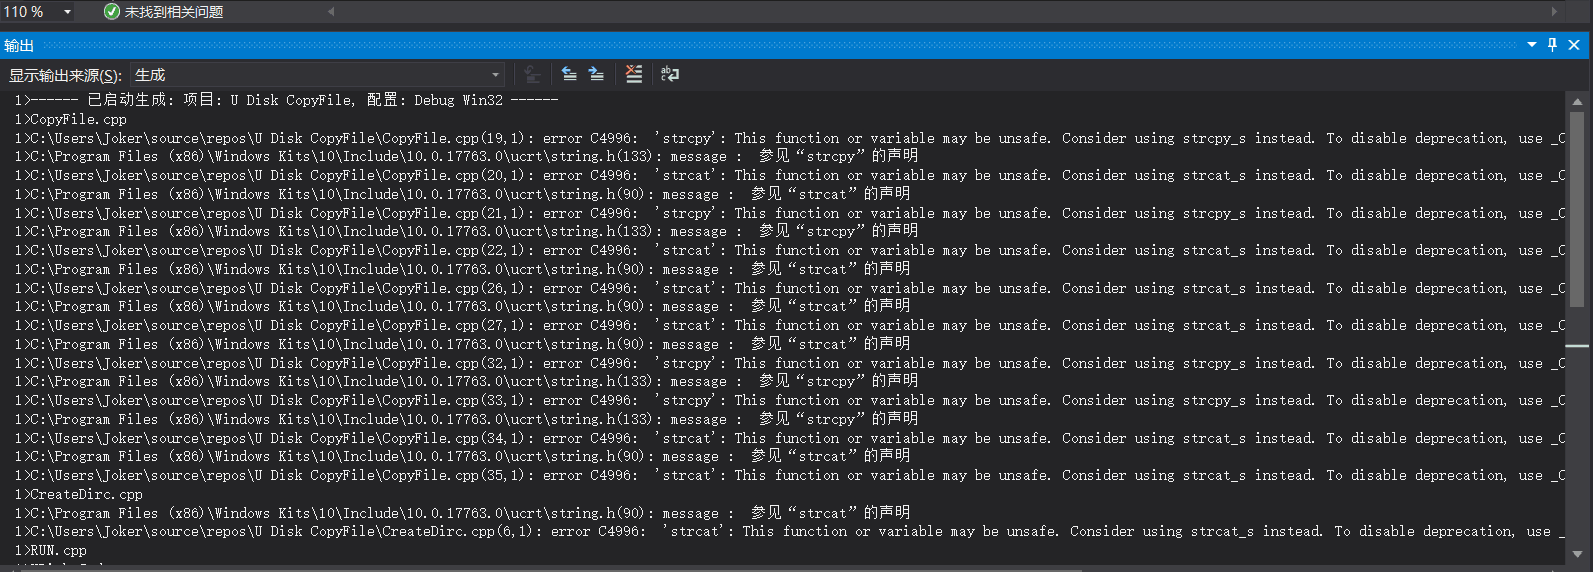 110 %
未找到相关问题
输出
显示输出来源(S): 生成
1>------ 已启动生成: 项目: U Disk CopyFile, 配置: Debug Win32 ------
1>CopyFile.cpp
1>C:\Users\Joker\source\repos\U Disk CopyFile\CopyFile.cpp(19,1): error C4996: 'strcpy': This function or variable may be unsafe. Consider using strcpy_s instead. To disable deprecation, use _C
1>C:\Program Files (x86)\Windows Kits\10\Include\10.0.17763.0\ucrt\string.h(133): message : 参见“strcpy”的声明
1>C:\Users\Joker\source\repos\U Disk CopyFile\CopyFile.cpp(20,1): error C4996: 'strcat': This function or variable may be unsafe. Consider using strcat_s instead. To disable deprecation, use _C
1>C:\Program Files (x86)\Windows Kits\10\Include\10.0.17763.0\ucrt\string.h(90): message : 参见“strcat”的声明
1>C:\Users\Joker\source\repos\U Disk CopyFile\CopyFile.cpp(21,1): error C4996: 'strcpy': This function or variable may be unsafe. Consider using strcpy_s instead. To disable deprecation, use _C
1>C:\Program Files (x86)\Windows Kits\10\Include\10.0.17763.0\ucrt\string.h(133): message : 参见“strcpy”的声明
1>C:\Users\Joker\source\repos\U Disk CopyFile\CopyFile.cpp(22,1): error C4996: 'strcat': This function or variable may be unsafe. Consider using strcat_s instead. To disable deprecation, use _C
1>C:\Program Files (x86)\Windows Kits\10\Include\10.0.17763.0\ucrt\string.h(90): message : 参见“strcat”的声明
1>C:\Users\Joker\source\repos\U Disk CopyFile\CopyFile.cpp(26,1): error C4996: 'strcat': This function or variable may be unsafe. Consider using strcat_s instead. To disable deprecation, use _C
1>C:\Program Files (x86)\Windows Kits\10\Include\10.0.17763.0\ucrt\string.h(90): message : 参见“strcat”的声明
1>C:\Users\Joker\source\repos\U Disk CopyFile\CopyFile.cpp(27,1): error C4996: 'strcat': This function or variable may be unsafe. Consider using strcat_s instead. To disable deprecation, use _C
1>C:\Program Files (x86)\Windows Kits\10\Include\10.0.17763.0\ucrt\string.h(90): message : 参见“strcat”的声明
1>C:\Users\Joker\source\repos\U Disk CopyFile\CopyFile.cpp(32,1): error C4996: 'strcpy': This function or variable may be unsafe. Consider using strcpy_s instead. To disable deprecation, use _C
1>C:\Program Files (x86)\Windows Kits\10\Include\10.0.17763.0\ucrt\string.h(133): message : 参见“strcpy”的声明
1>C:\Users\Joker\source\repos\U Disk CopyFile\CopyFile.cpp(33,1): error C4996: 'strcpy': This function or variable may be unsafe. Consider using strcpy_s instead. To disable deprecation, use _C
1>C:\Program Files (x86)\Windows Kits\10\Include\10.0.17763.0\ucrt\string.h(133): message : 参见“strcpy”的声明
1>C:\Users\Joker\source\repos\U Disk CopyFile\CopyFile.cpp(34,1): error C4996: 'strcat': This function or variable may be unsafe. Consider using strcat_s instead. To disable deprecation, use _C
1>C:\Program Files (x86)\Windows Kits\10\Include\10.0.17763.0\ucrt\string.h(90): message : 参见“strcat”的声明
1>C:\Users\Joker\source\repos\U Disk CopyFile\CopyFile.cpp(35,1): error C4996: 'strcat': This function or variable may be unsafe. Consider using strcat_s instead. To disable deprecation, use _C
1>CreateDirc.cpp
1>C:\Program Files (x86)\Windows Kits\10\Include\10.0.17763.0\ucrt\string.h(90): message : 参见“strcat”的声明
1>C:\Users\Joker\source\repos\U Disk CopyFile\CreateDirc.cpp(6,1): error C4996: 'strcat': This function or variable may be unsafe. Consider using strcat_s instead. To disable deprecation, use _
1>RUN.cpp